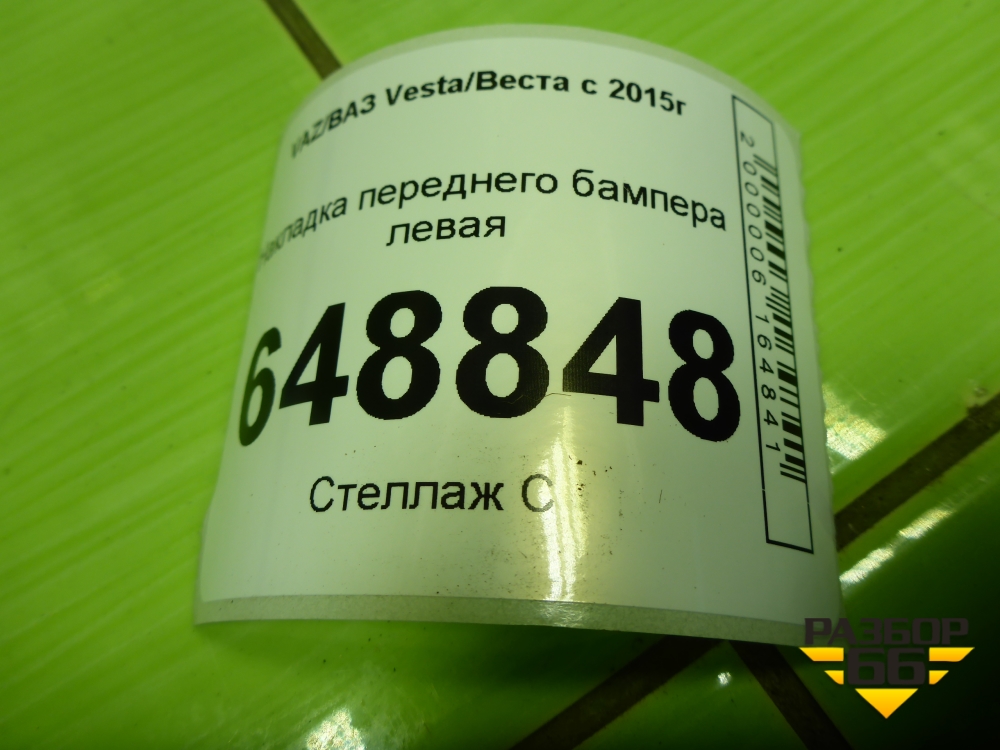 VAZ/ВАЗ Vesta/Веста с 2015г
накладка переднего бампера
левая
648848
Стеллаж С
2000006164841
РАЗБОР
66